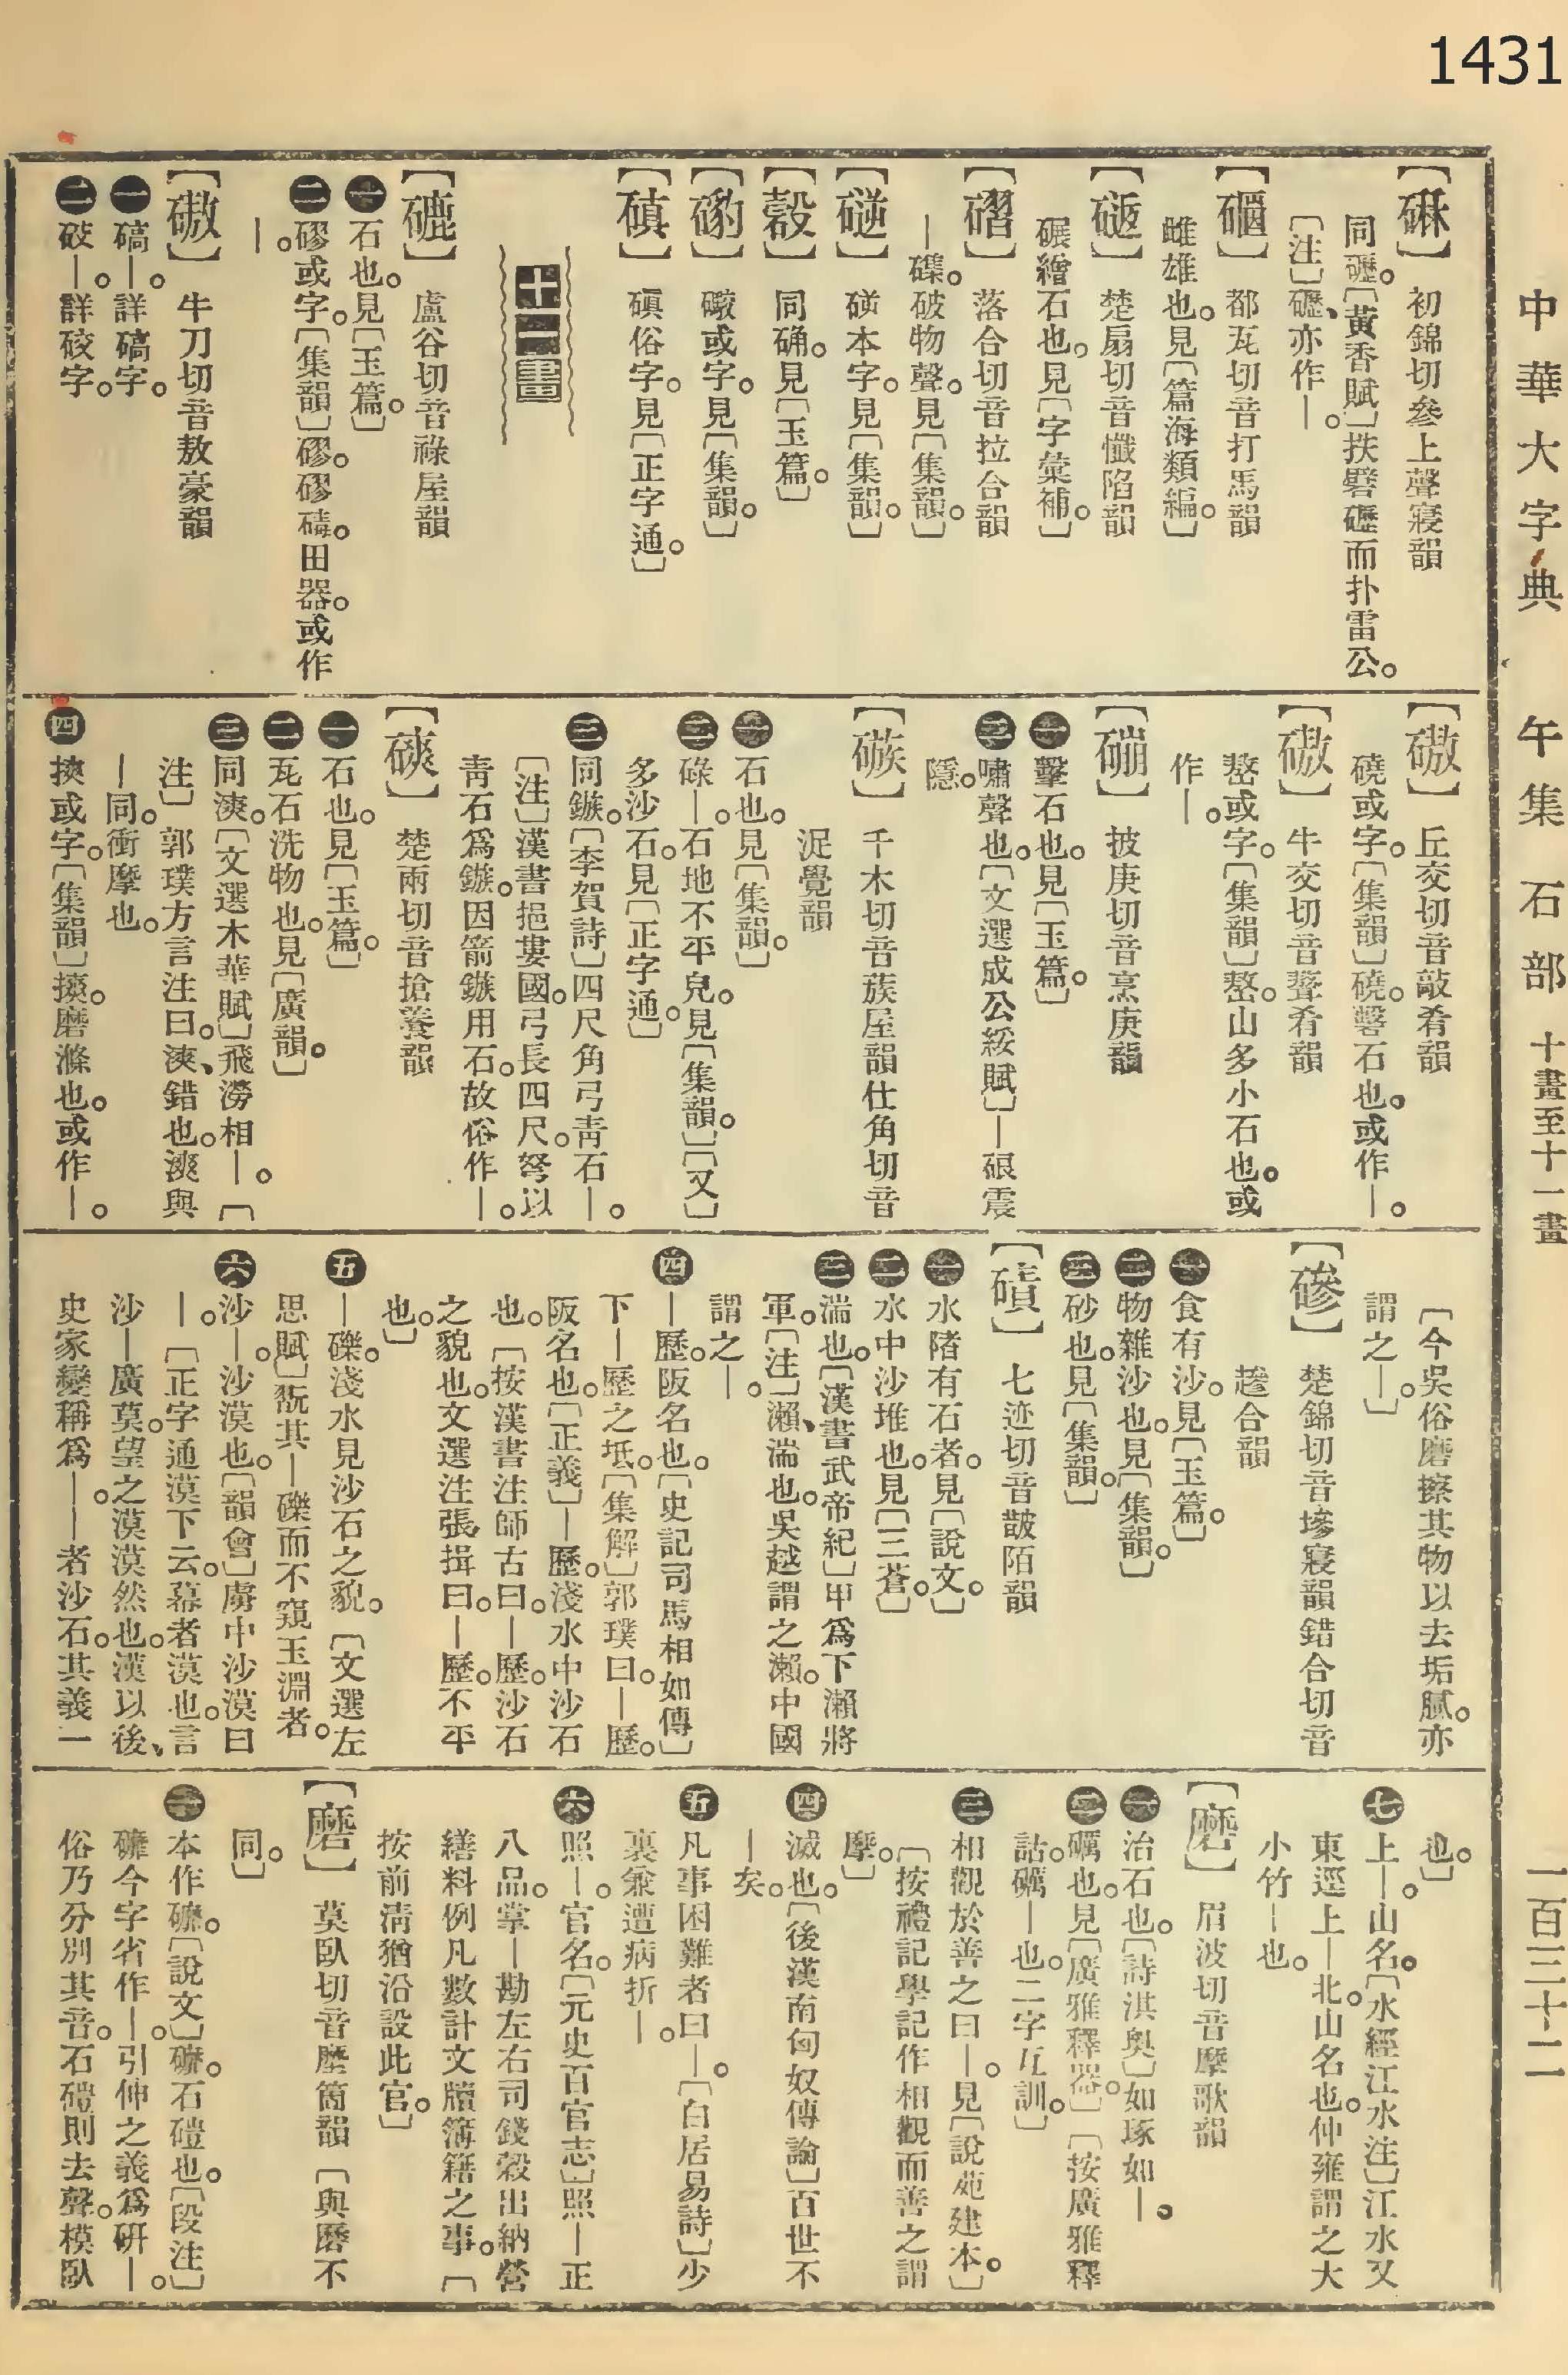 1431
中華大字典 午集 石部 十畫至十一畫 一百三十二
初錦切參上聲寢韻
同磿。〔黃香賦〕抶礕礰而扑雷公。
〔注〕礰、亦作—。
都瓦切音打馬韻
雌雄也。見〔篇海類編。〕
楚扇切音懺陷韻
碾繒石也。見〔字彙補。〕
【磖】 落合切音拉合韻
—磼。破物聲。見〔集韻。〕
本字。見〔集韻。〕
同确。見〔玉篇。〕
礉或字。見〔集韻。〕
【磌】 磌俗字。見〔正字通。〕
十一畫
【磠】 盧谷切音祿屋韻
㊀石也。見〔玉篇。〕
㊁磟或字。〔集韻〕磟。磟碡。田器。或作
—。
【磝】 牛刀切音敖豪韻
㊀碻—。詳碻字。
㊁磝—。詳磝字。
【磝】 丘交切音敲肴韻
磽或字。〔集韻〕磽。磬石也。或作—。
【磝】 牛交切音聱肴韻
嶅或字。〔集韻〕嶅。山多小石也。或
作—。
【磞】 披庚切音烹庚韻
㊀擊石也。見〔玉篇。〕
㊁嘯聲也。〔文選成公綏賦〕—硠震
隱。
【磩】 千木切音蔟屋韻仕角切音
浞覺韻
㊀石也。見〔集韻。〕
㊁碌—。石地不平皃。見〔集韻。〕〔又〕
多沙石。見〔正字通。〕
㊂同鏃。〔李賀詩〕四尺角弓靑石—。
〔注〕漢書挹婁國。弓長四尺。弩以
靑石爲鏃。因箭鏃用石。故俗作—。
【磢】 楚兩切音搶養韻
㊀石也。見〔玉篇。〕
㊁瓦石洗物也。見〔廣韻。〕
㊂同漺。〔文選木華賦〕飛澇相—。〔
注〕 郭璞方言注曰。漺、錯也。漺與
—同。衝摩也。
㊃摤或字。〔集韻〕摤。磨滌也。或作—。
〔今吳俗磨擦其物以去垢膩。亦
謂之—。〕
【磣】 楚錦切音墋寢韻錯合切音
趁合韻
㊀食有沙。見〔玉篇。〕
㊁物雜沙也。見〔集韻。〕
㊂砂也。見〔集韻。〕
【磧】 七迹切音皵陌韻
㊀水陼有石者。見〔說文。〕
㊁水中沙堆也。見〔三蒼。〕
㊂湍也。〔漢書武帝紀〕甲爲下瀨將
軍。〔注〕瀨、湍也。吳越謂之瀨。中國
謂之—。
㊃—歷。阪名也。〔史記司馬相如傳〕
下—歷之坻。〔集解〕郭璞曰。—歷。
阪名也。〔正義〕—歷。淺水中沙石
也。〔按漢書注師古曰。—歷。沙石
之貌也。文選注張揖曰。—歷。不平
也。〕
㊄—礫。淺水見沙石之貌。〔文選左
思賦〕翫其—礫而不窺玉淵者。
㊅沙—。沙漠也。〔韻會〕虜中沙漠曰
—。〔正字通漠下云。幕者漠也。言
沙—廣莫。望之漠漠然也。漢以後、
史家變稱爲—。—者沙石。其義一
也。〕
㊆上—。山名。〔水經江水注〕江水又
東逕上—北。山名也。仲雍謂之大
小竹—也。
【磨】 眉波切音摩歌韻
㊀治石也。〔詩淇奧〕如琢如—。
㊁礪也。見〔廣雅釋器。〕〔按廣雅釋
詁。礪—也。二字互訓。〕
㊂相觀於善之曰—。見〔說苑建本。〕
〔按禮記學記作相觀而善之謂
摩。〕
㊃滅也。〔後漢南匈奴傳論〕百世不
—矣。
㊄凡事困難者曰—。〔白居易詩〕少
裏兼遭病折—。
㊅照—。官名。〔元史百官志〕照—正
八品。掌—勘左右司錢穀出納營
繕料例凡數計文牘簿籍之事。〔
按前淸猶沿設此官。〕
【磨】 莫臥切音塺箇韻〔與磿不
同。〕
㊀本作䃺。〔說文〕䃺。石磑也。〔段注〕
䃺今字省作—。引伸之義爲硏—。
俗乃分別其音。石磑則去聲。模臥